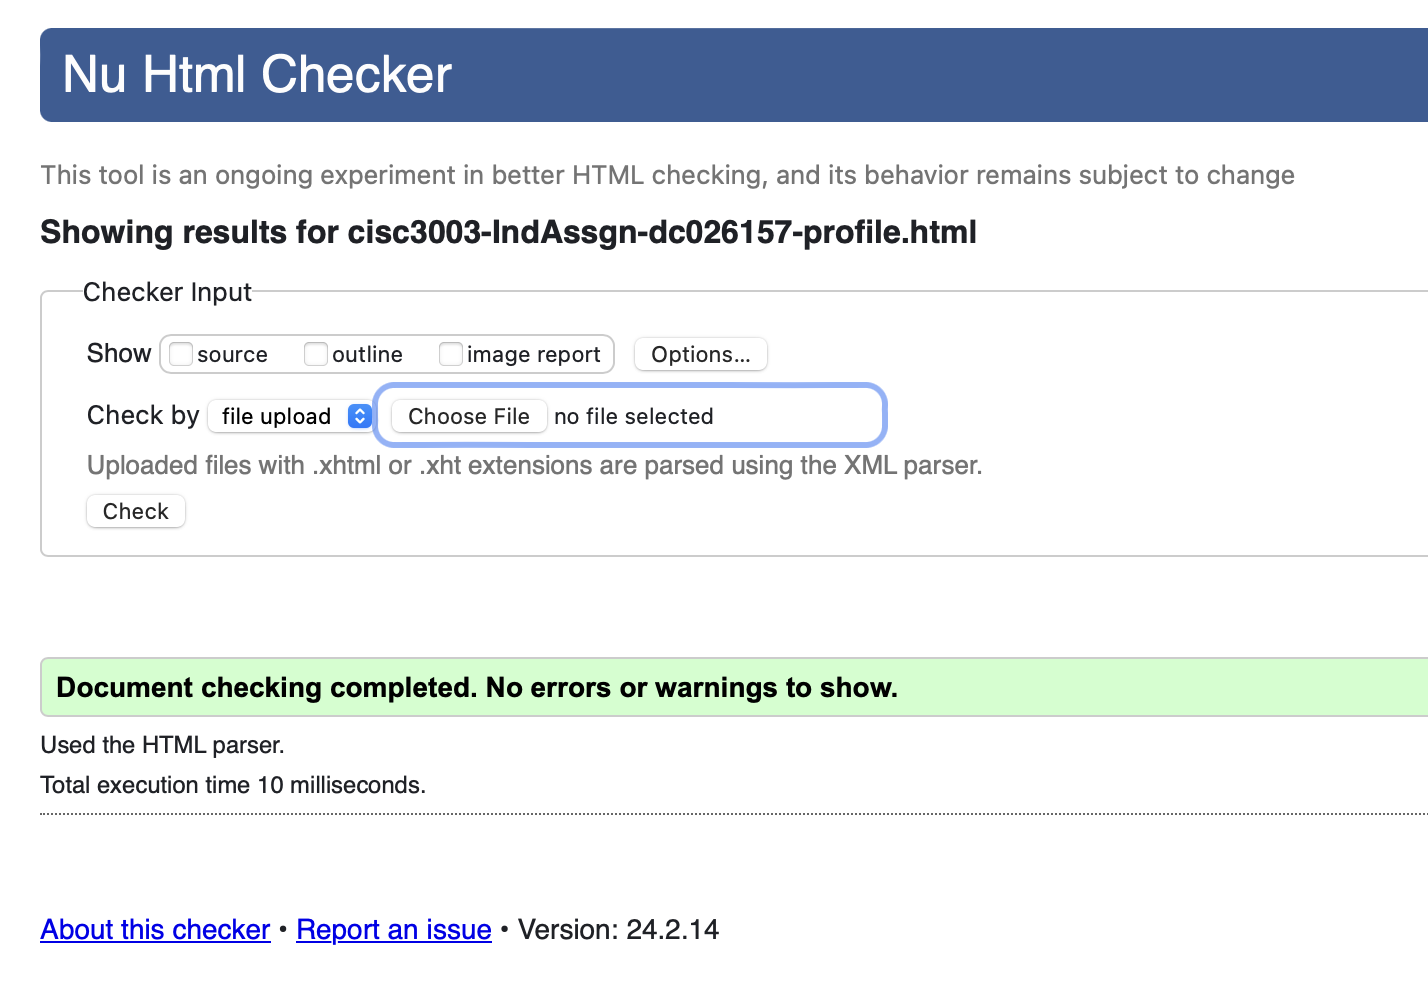 Nu Html Checker
This tool is an ongoing experiment in better HTML checking, and its behavior remains subject to change
Showing results for cisc3003-IndAssgn-dc026157-profile.html
Checker Input
Show source outline image report Options...
Check by file upload Choose File no file selected
Uploaded files with .xhtml or .xht extensions are parsed using the XML parser.
Check
Document checking completed. No errors or warnings to show.
Used the HTML parser.
Total execution time 10 milliseconds.
About this checker • Report an issue • Version: 24.2.14